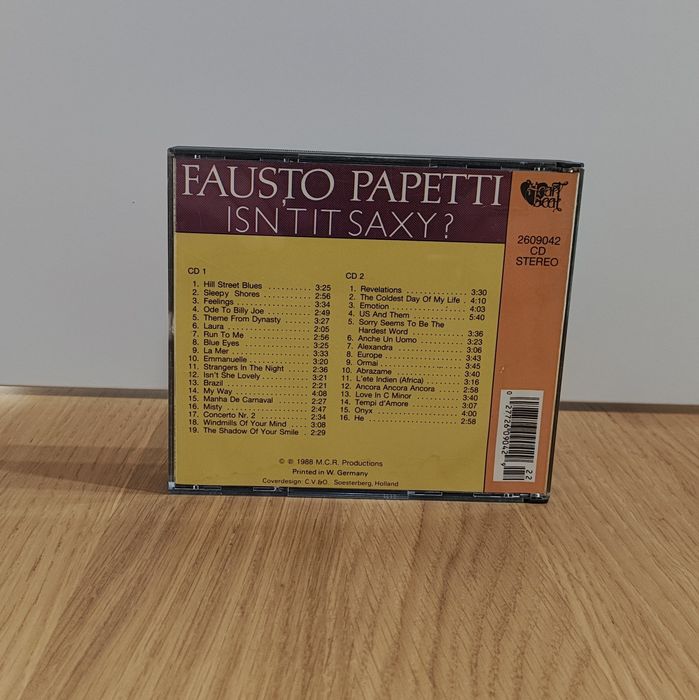 FAUSTO PAPETTI
ISN'T IT SAXY?
Heart Beat
2609042
CD
STEREO
CD 1
1. Hill Street Blues 3:25
2. Sleepy Shores 2:56
3. Feelings 3:34
4. Ode To Billy Joe 2:49
5. Theme From Dynasty 3:27
6. Laura 2:05
7. Run To Me 2:56
8. Blue Eyes 3:25
9. La Mer 3:33
10. Emmanuelle 3:20
11. Strangers In The Night 2:36
12. Isn't She Lovely 3:21
13. Brazil 2:21
14. My Way 4:08
15. Manha De Carnaval 2:27
16. Misty 2:47
17. Concerto Nr. 2 2:34
18. Windmills Of Your Mind 3:08
19. The Shadow Of Your Smile 2:29
CD 2
1. Revelations 3:30
2. The Coldest Day Of My Life 4:10
3. Emotion 4:03
4. US And Them 5:40
5. Sorry Seems To Be The
Hardest Word 3:36
6. Anche Un Uomo 3:23
7. Alexandra 3:06
8. Europe 3:43
9. Ormai 3:45
10. Abrazame 3:40
11. L'ete Indien (Africa) 3:16
12. Ancora Ancora Ancora 2:58
13. Love In C Minor 3:40
14. Tempi d'Amore 3:07
15. Onyx 4:00
16. He 2:58
© ℗ 1988 M.C.R. Productions
Printed in W. Germany
Coverdesign: C.V.&O. Soesterberg, Holland
0 27726 09042 6
22